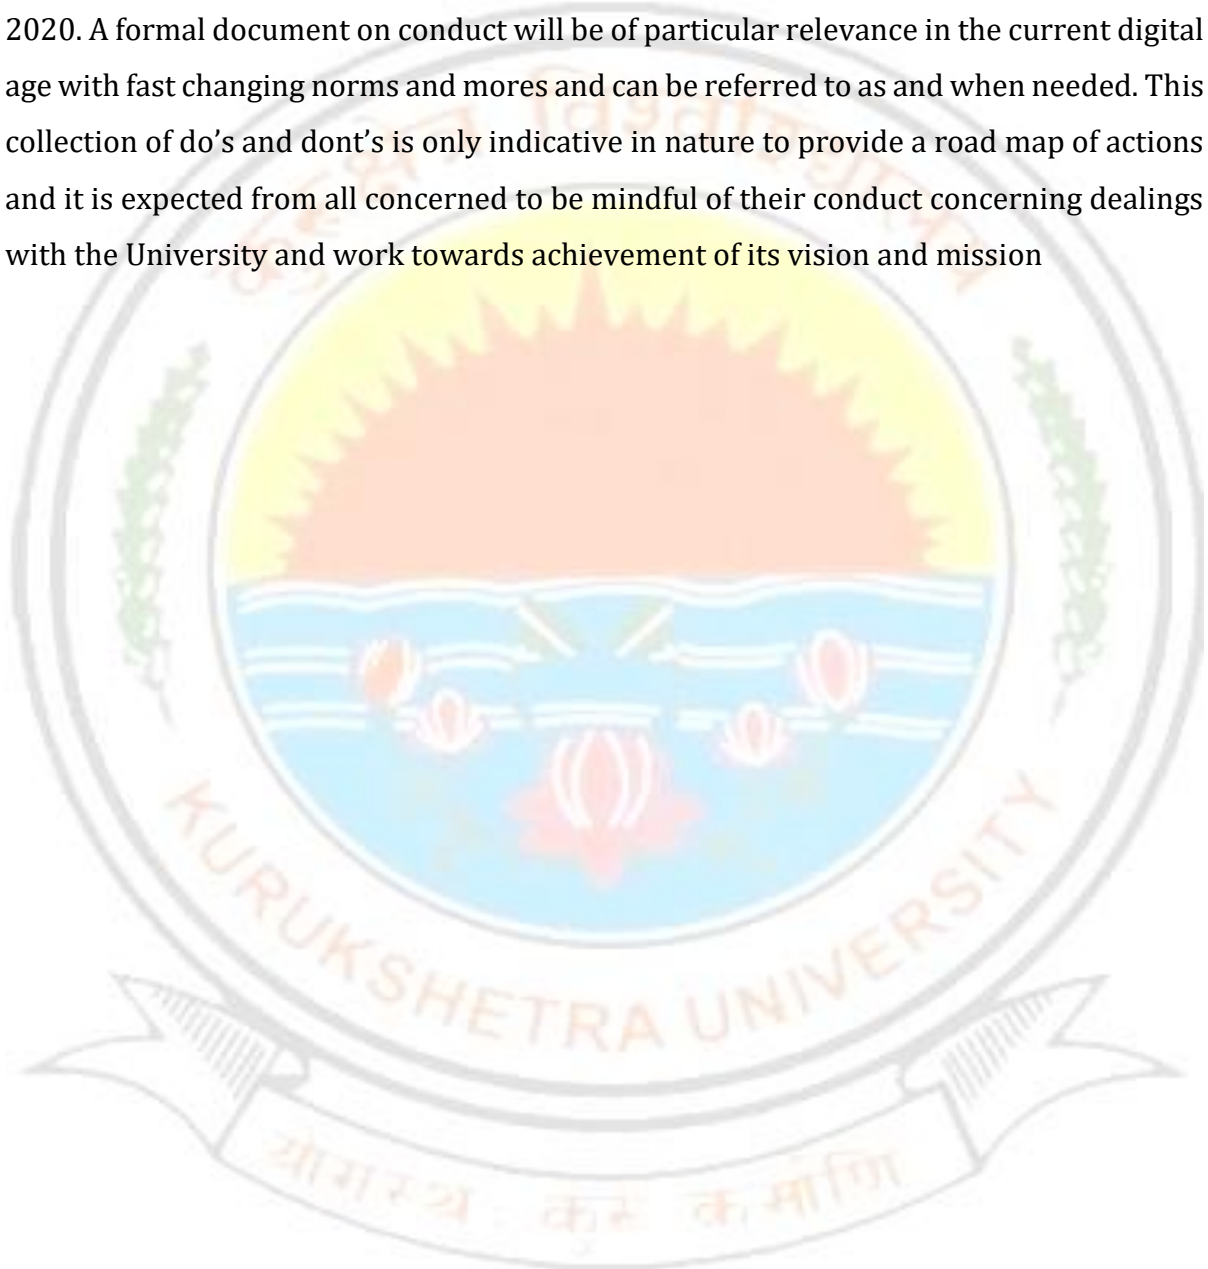 2020. A formal document on conduct will be of particular relevance in the current digital
age with fast changing norms and mores and can be referred to as and when needed. This
collection of do’s and dont’s is only indicative in nature to provide a road map of actions
and it is expected from all concerned to be mindful of their conduct concerning dealings
with the University and work towards achievement of its vision and mission
कुरुक्षेत्र विश्वविद्यालय
KURUKSHETRA UNIVERSITY
योगस्थः कुरु कर्माणि